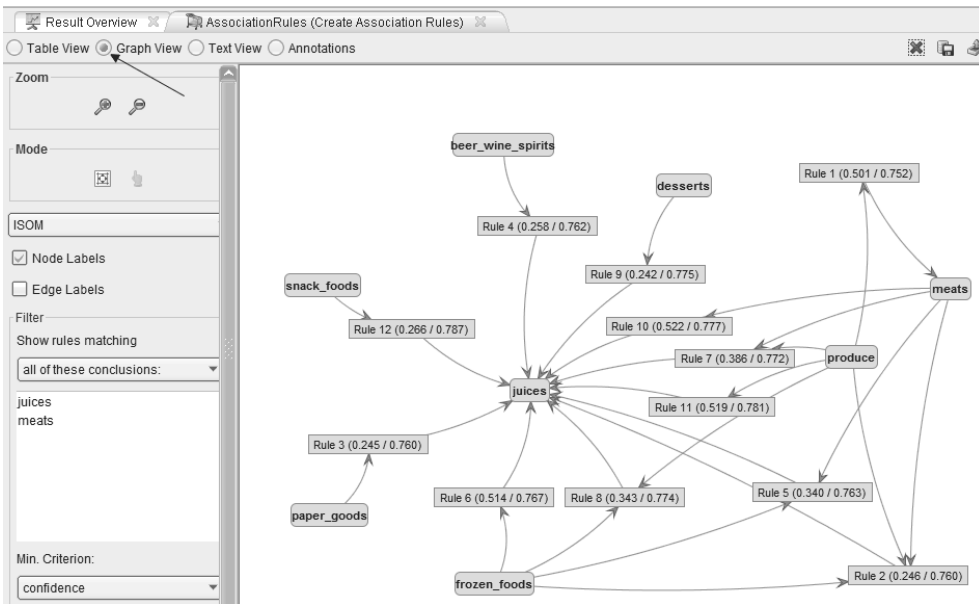 Result Overview
AssociationRules (Create Association Rules)
Table View
Graph View
Text View
Annotations
Zoom
Mode
ISOM
Node Labels
Edge Labels
Filter
Show rules matching
all of these conclusions:
juices
meats
Min. Criterion:
confidence
beer_wine_spirits
Rule 1 (0.501 / 0.752)
desserts
Rule 4 (0.258 / 0.762)
Rule 9 (0.242 / 0.775)
snack_foods
meats
Rule 12 (0.266 / 0.787)
Rule 10 (0.522 / 0.777)
Rule 7 (0.386 / 0.772)
produce
juices
Rule 11 (0.519 / 0.781)
Rule 3 (0.245 / 0.760)
Rule 6 (0.514 / 0.767)
Rule 8 (0.343 / 0.774)
Rule 5 (0.340 / 0.763)
paper_goods
frozen_foods
Rule 2 (0.246 / 0.760)